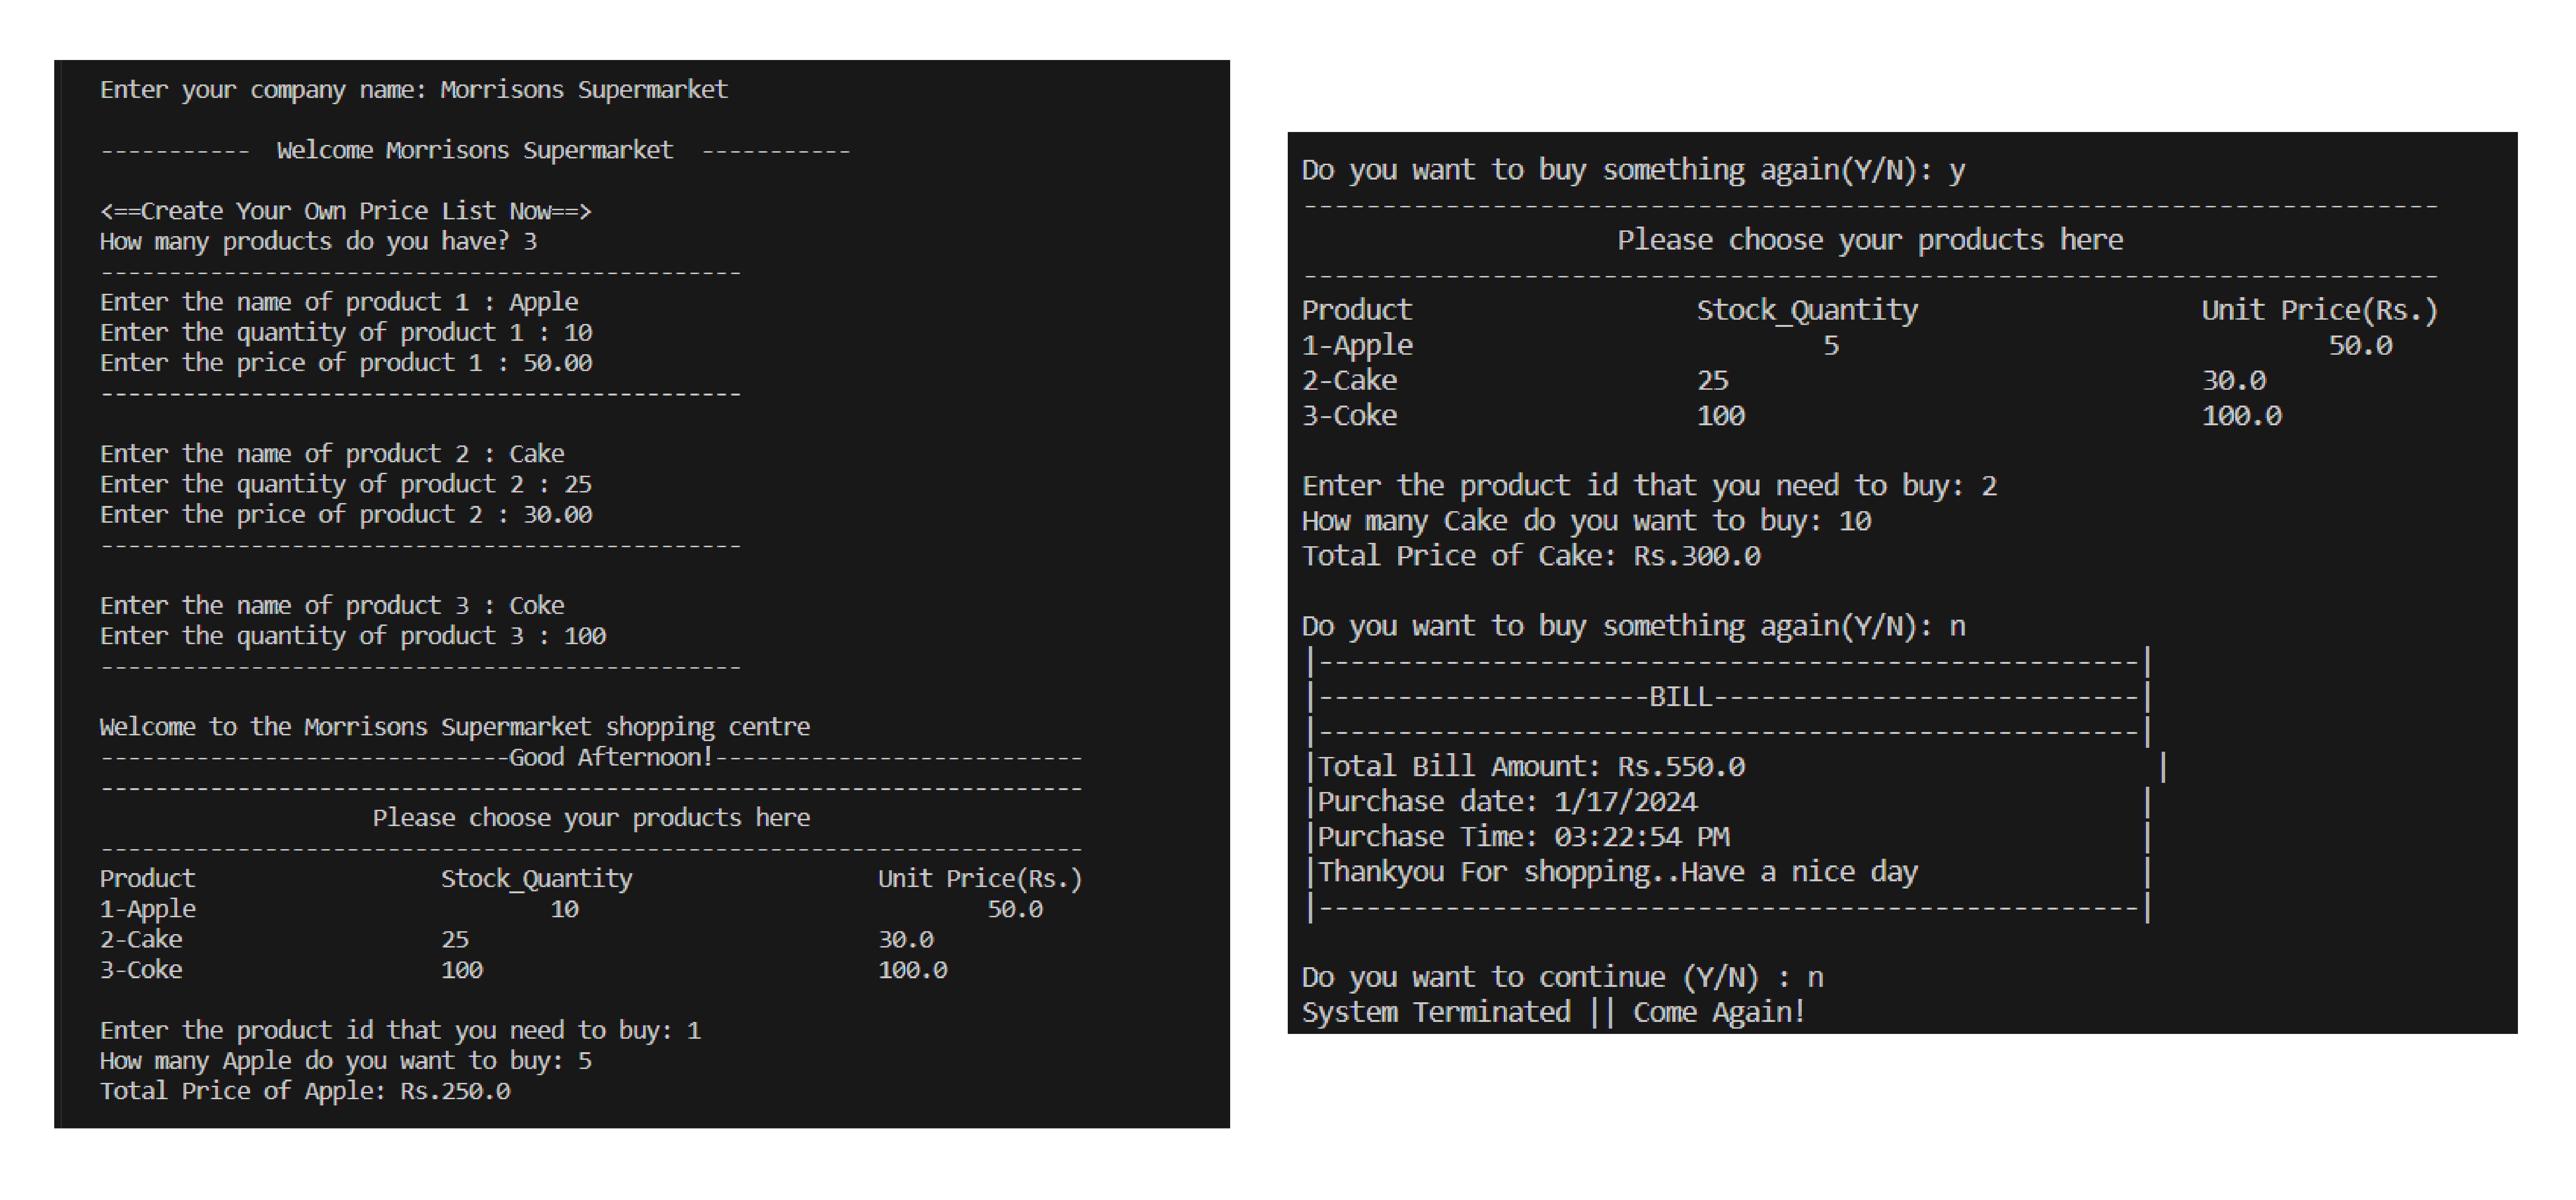 Enter your company name: Morrisons Supermarket
-----------  Welcome Morrisons Supermarket  -----------
<==Create Your Own Price List Now==>
How many products do you have? 3
-----------------------------------------------
Enter the name of product 1 : Apple
Enter the quantity of product 1 : 10
Enter the price of product 1 : 50.00
-----------------------------------------------
Enter the name of product 2 : Cake
Enter the quantity of product 2 : 25
Enter the price of product 2 : 30.00
-----------------------------------------------
Enter the name of product 3 : Coke
Enter the quantity of product 3 : 100
-----------------------------------------------
Welcome to the Morrisons Supermarket shopping centre
------------------------------Good Afternoon!---------------------------
------------------------------------------------------------------------
Please choose your products here
------------------------------------------------------------------------
Product                  Stock_Quantity                  Unit Price(Rs.)
1-Apple                          10                              50.0
2-Cake                   25                              30.0
3-Coke                   100                             100.0
Enter the product id that you need to buy: 1
How many Apple do you want to buy: 5
Total Price of Apple: Rs.250.0
Do you want to buy something again(Y/N): y
------------------------------------------------------------------------
Please choose your products here
------------------------------------------------------------------------
Product                  Stock_Quantity                  Unit Price(Rs.)
1-Apple                          5                               50.0
2-Cake                   25                              30.0
3-Coke                   100                             100.0
Enter the product id that you need to buy: 2
How many Cake do you want to buy: 10
Total Price of Cake: Rs.300.0
Do you want to buy something again(Y/N): n
|----------------------------------------------------|
|---------------------BILL---------------------------|
|----------------------------------------------------|
|Total Bill Amount: Rs.550.0                          |
|Purchase date: 1/17/2024                            |
|Purchase Time: 03:22:54 PM                          |
|Thankyou For shopping..Have a nice day              |
|----------------------------------------------------|
Do you want to continue (Y/N) : n
System Terminated || Come Again!